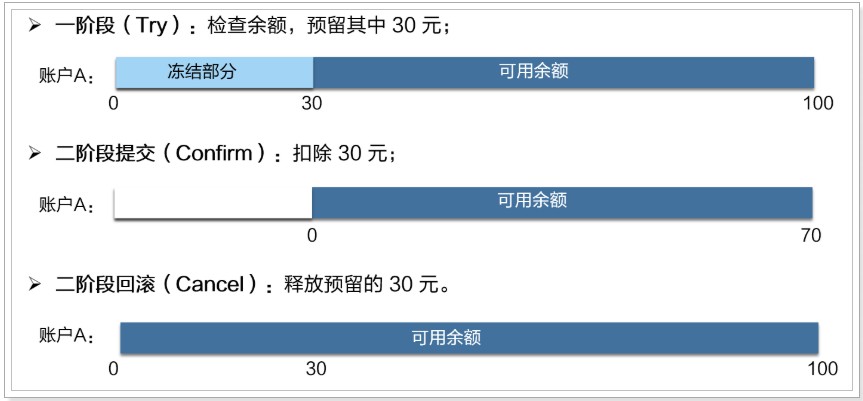 ➢ 一阶段（Try）：检查余额，预留其中 30 元；
账户A： 冻结部分 可用余额
0 30 100
➢ 二阶段提交（Confirm）：扣除 30 元；
账户A： 可用余额
0 70
➢ 二阶段回滚（Cancel）：释放预留的 30 元。
账户A： 可用余额
0 30 100